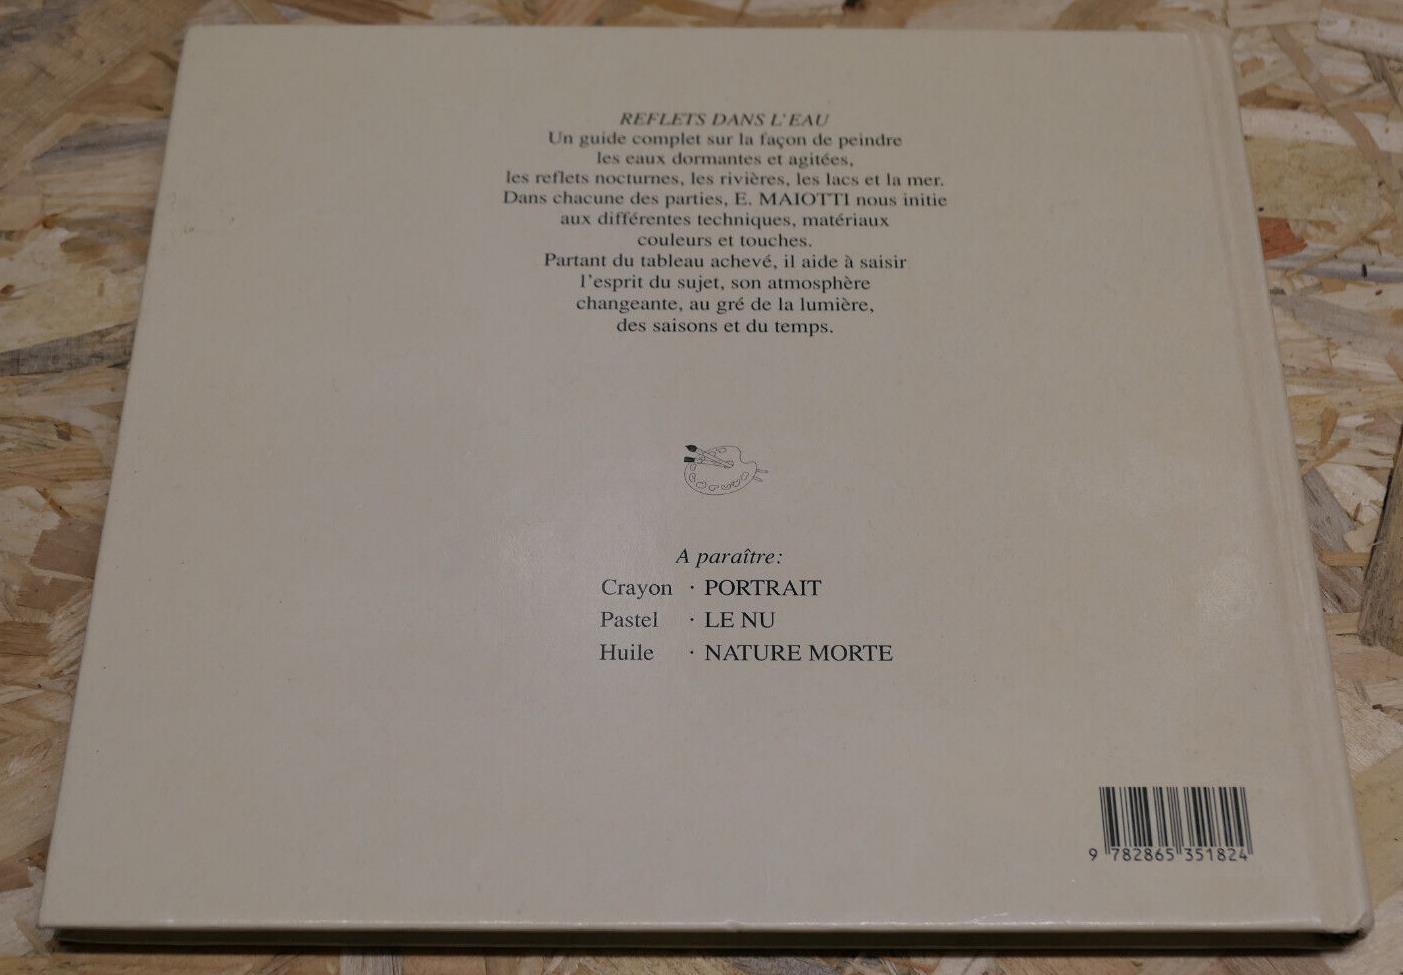 REFLETS DANS L'EAU
Un guide complet sur la façon de peindre
les eaux dormantes et agitées,
les reflets nocturnes, les rivières, les lacs et la mer.
Dans chacune des parties, E. MAIOTTI nous initie
aux différentes techniques, matériaux
couleurs et touches.
Partant du tableau achevé, il aide à saisir
l'esprit du sujet, son atmosphère
changeante, au gré de la lumière,
des saisons et du temps.
A paraître:
Crayon · PORTRAIT
Pastel · LE NU
Huile · NATURE MORTE
9 782865 351824